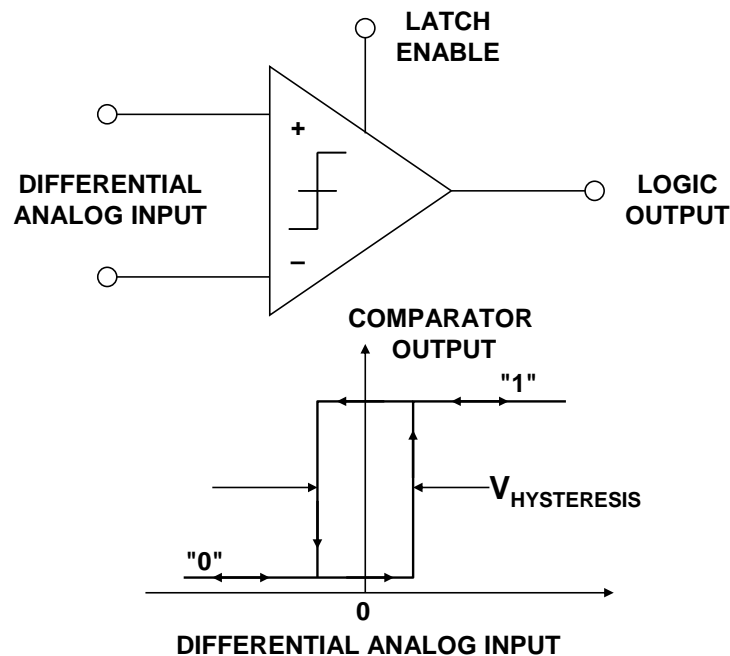 LATCH
ENABLE
+
DIFFERENTIAL
ANALOG INPUT
LOGIC
OUTPUT
–
COMPARATOR
OUTPUT
"1"
VHYSTERESIS
"0"
0
DIFFERENTIAL ANALOG INPUT